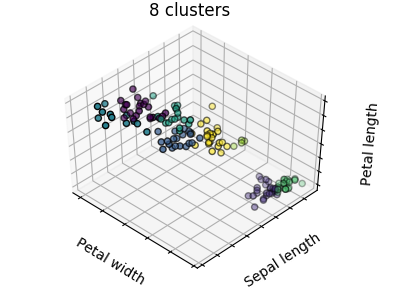 8 clusters
Petal length
Petal width
Sepal length